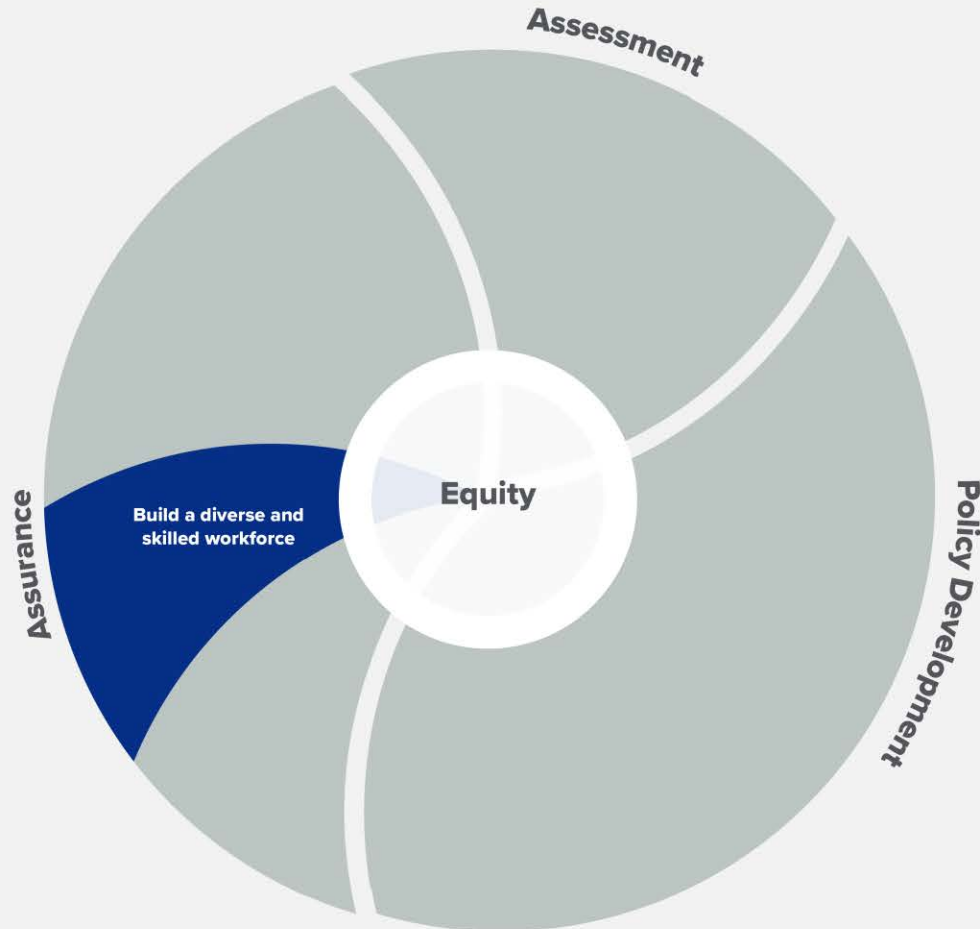 Assessment
Assurance
Build a diverse and
skilled workforce
Equity
Policy Development